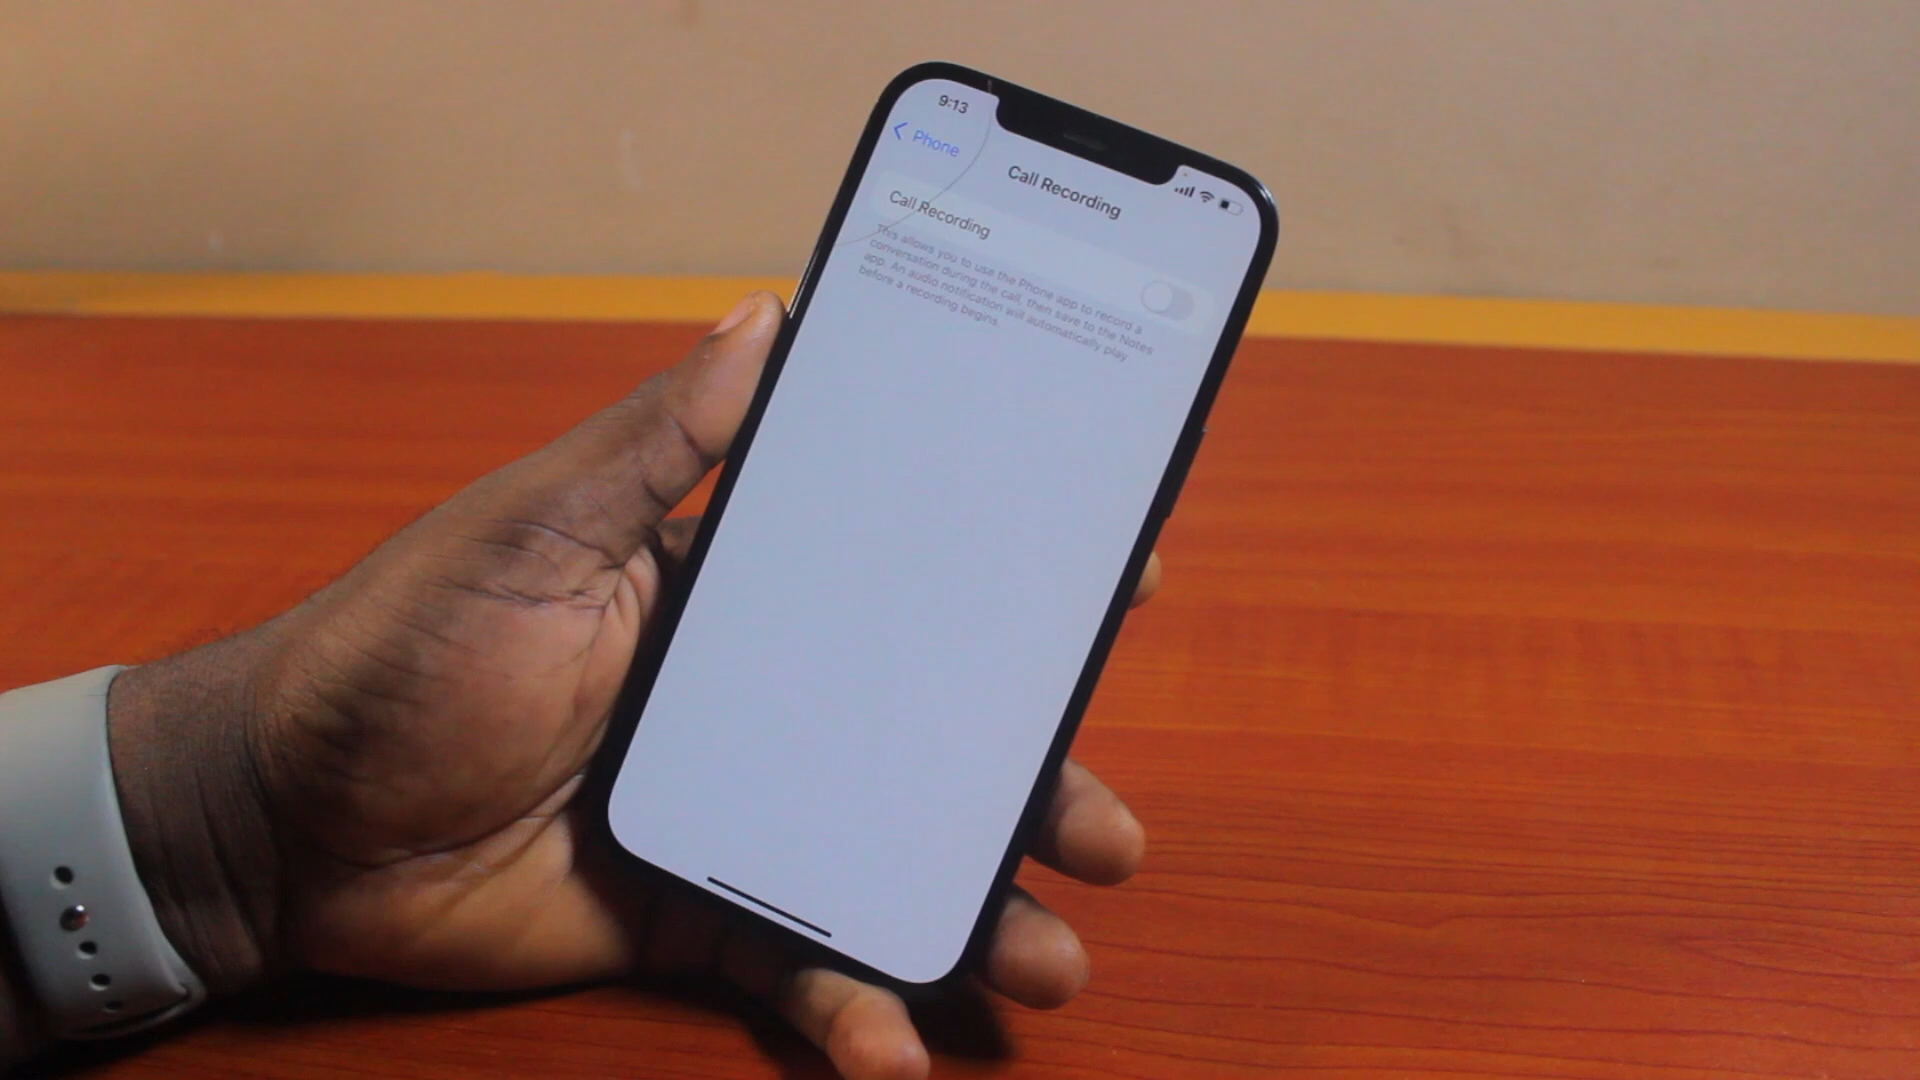 9:13
Phone
Call Recording
Call Recording
This allows you to use the Phone app to record a
conversation during the call, then save to the Notes
app. An audio notification will automatically play
before a recording begins.